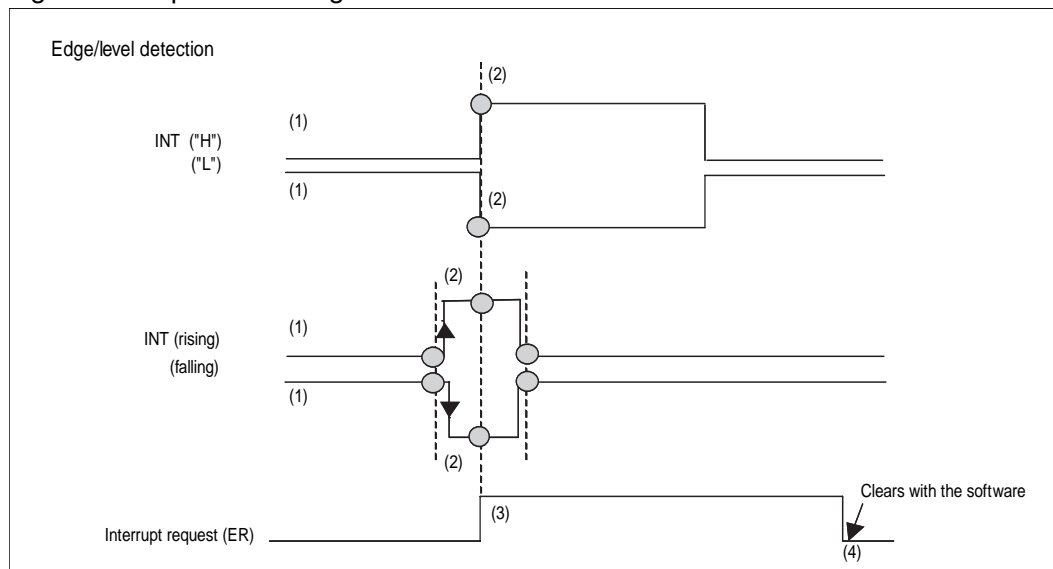 Edge/level detection
(2)
(1)
INT ("H")
("L")
(1)
(2)
(2)
(1)
INT (rising)
(falling)
(1)
(2)
Clears with the software
(3)
Interrupt request (ER)
(4)